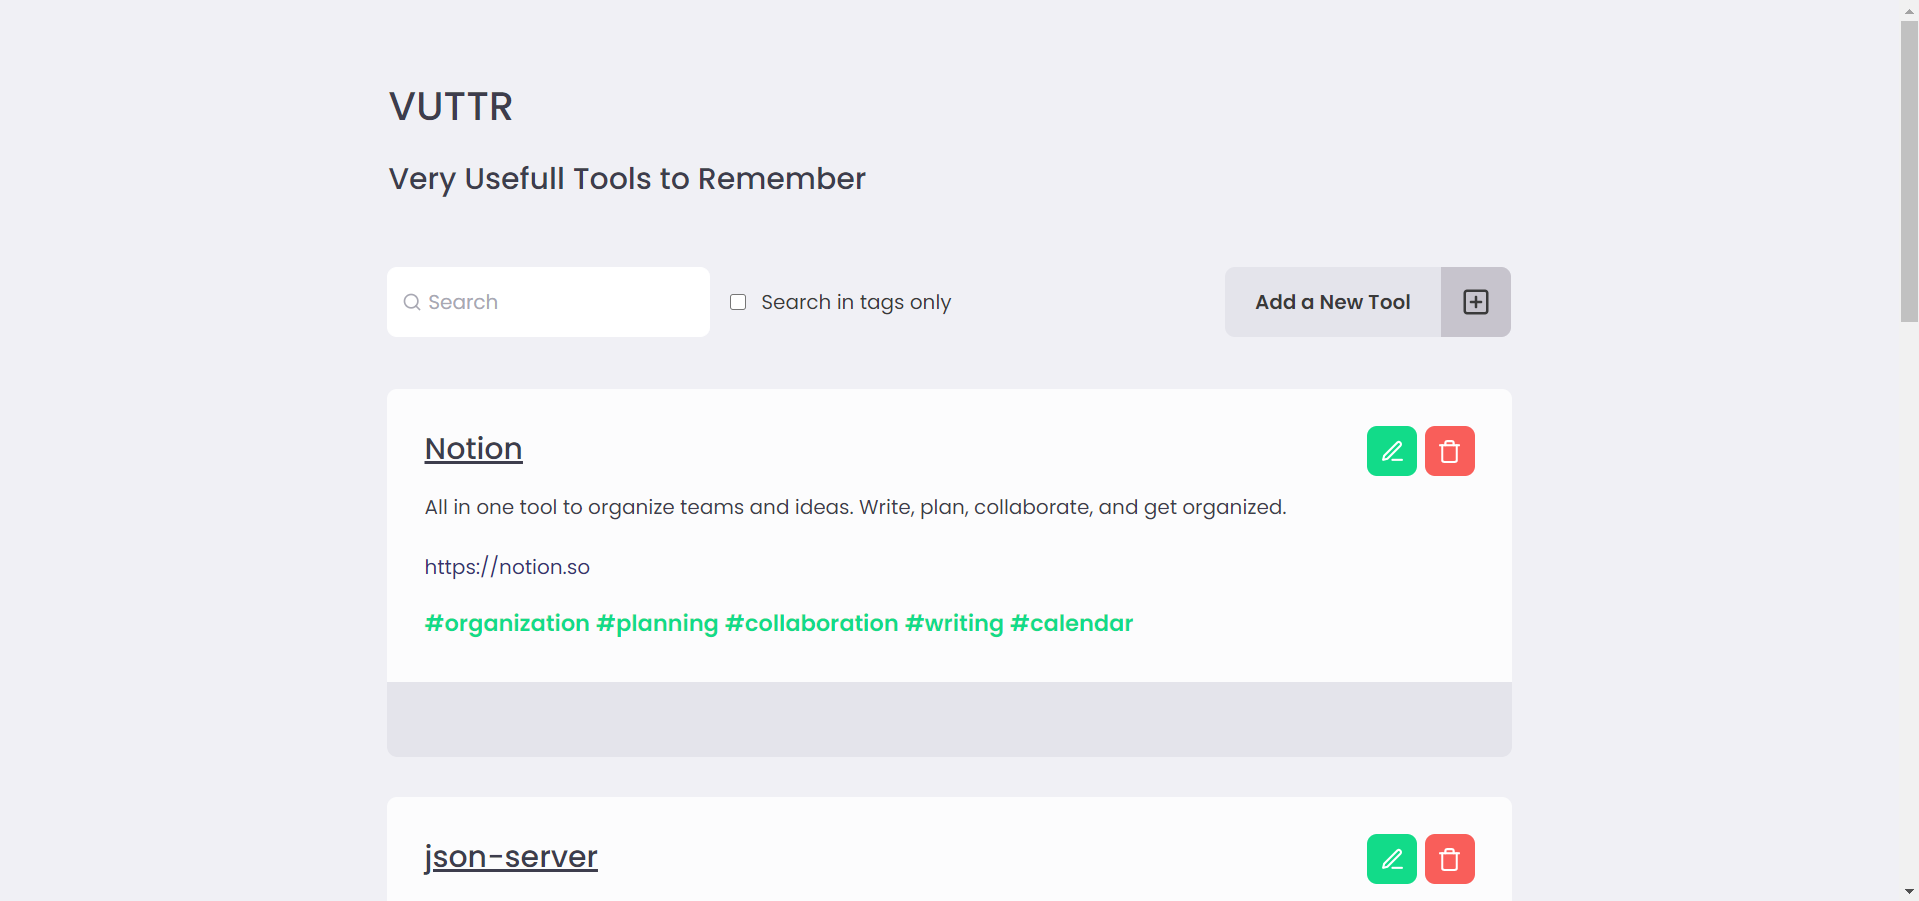 VUTTR
Very Usefull Tools to Remember
Search
Search in tags only
Add a New Tool
Notion
All in one tool to organize teams and ideas. Write, plan, collaborate, and get organized.
https://notion.so
#organization #planning #collaboration #writing #calendar
json-server